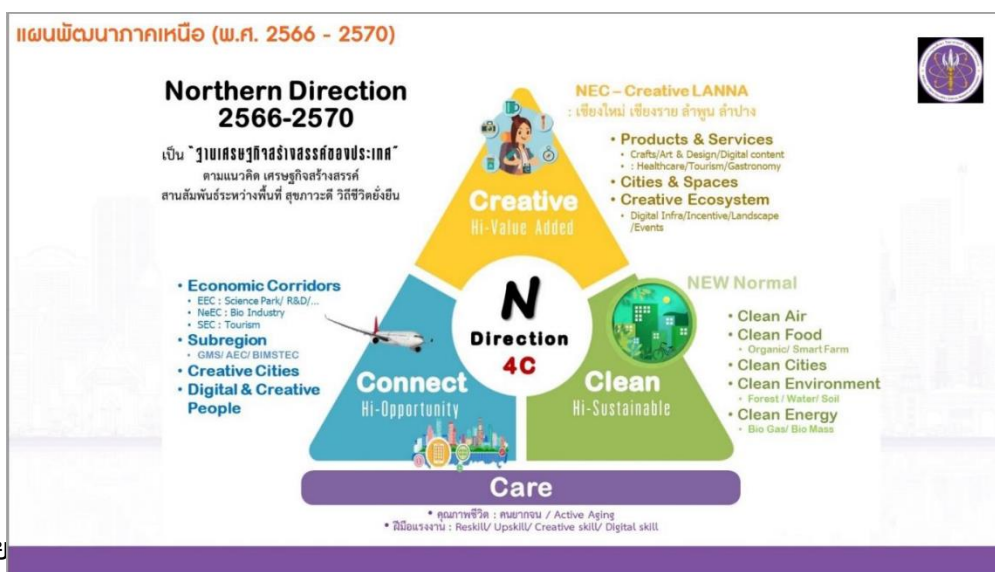 แผนพัฒนาภาคเหนือ (พ.ศ. 2566 - 2570)
Northern Direction
2566-2570
เป็น "ฐานเศรษฐกิจสร้างสรรค์ของประเทศ"
ตามแนวคิด เศรษฐกิจสร้างสรรค์
สานสัมพันธ์ระหว่างพื้นที่ สุขภาวะดี วิถีชีวิตยั่งยืน
NEC – Creative LANNA
: เชียงใหม่ เชียงราย ลำพูน ลำปาง
• Products & Services
• Crafts/Art & Design/Digital content
• : Healthcare/Tourism/Gastronomy
• Cities & Spaces
• Creative Ecosystem
• Digital Infra/Incentive/Landscape
/Events
Creative
Hi-Value Added
• Economic Corridors
• EEC : Science Park/ R&D/...
• NeEC : Bio Industry
• SEC : Tourism
• Subregion
• GMS/ AEC/ BIMSTEC
• Creative Cities
• Digital & Creative
People
Connect
Hi-Opportunity
N
Direction
4C
Clean
Hi-Sustainable
NEW Normal
• Clean Air
• Clean Food
• Organic/ Smart Farm
• Clean Cities
• Clean Environment
• Forest / Water/ Soil
• Clean Energy
• Bio Gas/ Bio Mass
Care
• คุณภาพชีวิต : คนยากจน / Active Aging
• ฝีมือแรงงาน : Reskill/ Upskill/ Creative skill/ Digital skill